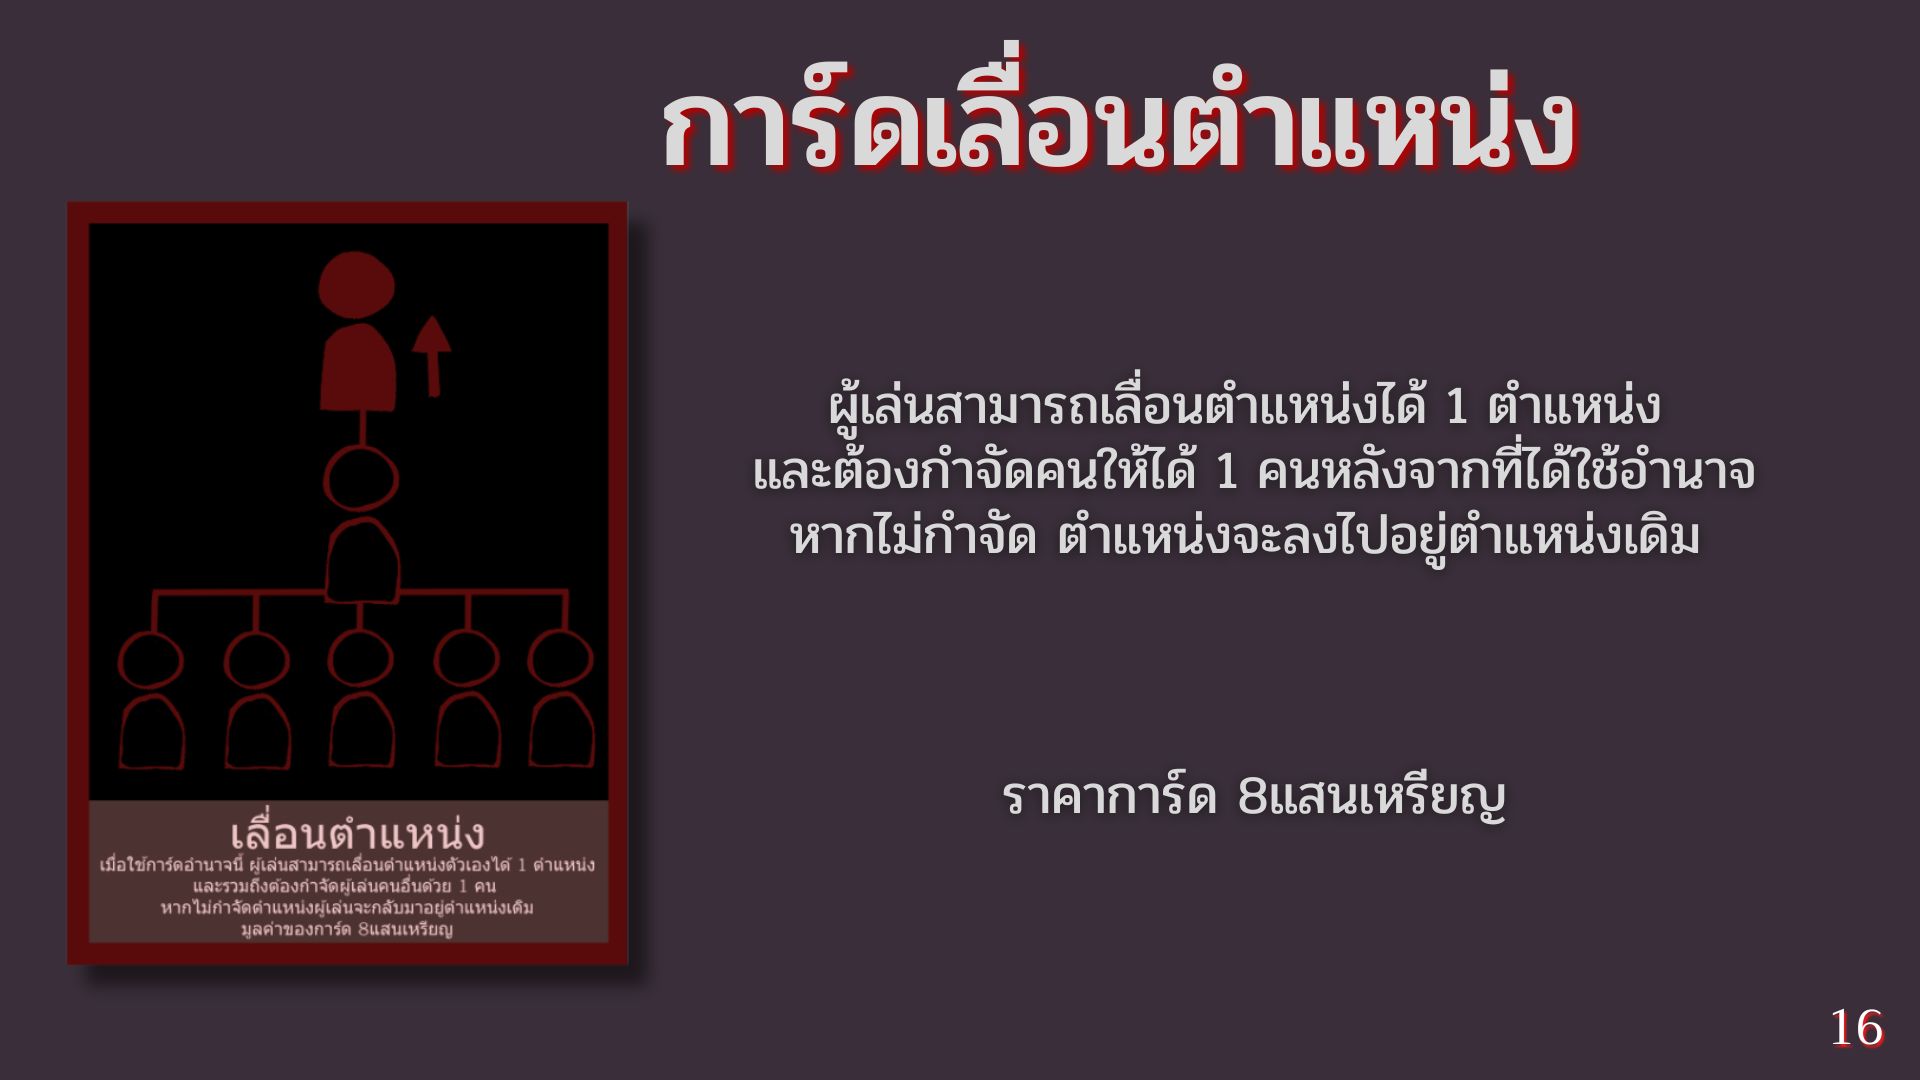 การ์ดเลื่อนตำแหน่ง
ผู้เล่นสามารถเลื่อนตำแหน่งได้ 1 ตำแหน่ง
และต้องกำจัดคนให้ได้ 1 คนหลังจากที่ได้ใช้อำนาจ
หากไม่กำจัด ตำแหน่งจะลงไปอยู่ตำแหน่งเดิม
ราคาการ์ด 8แสนเหรียญ
เลื่อนตำแหน่ง
เมื่อใช้การ์ดอำนาจนี้ ผู้เล่นสามารถเลื่อนตำแหน่งตัวเองได้ 1 ตำแหน่ง
และรวมถึงต้องกำจัดผู้เล่นคนอื่นด้วย 1 คน
หากไม่กำจัดตำแหน่งผู้เล่นจะกลับมาอยู่ตำแหน่งเดิม
มูลค่าของการ์ด 8แสนเหรียญ
16